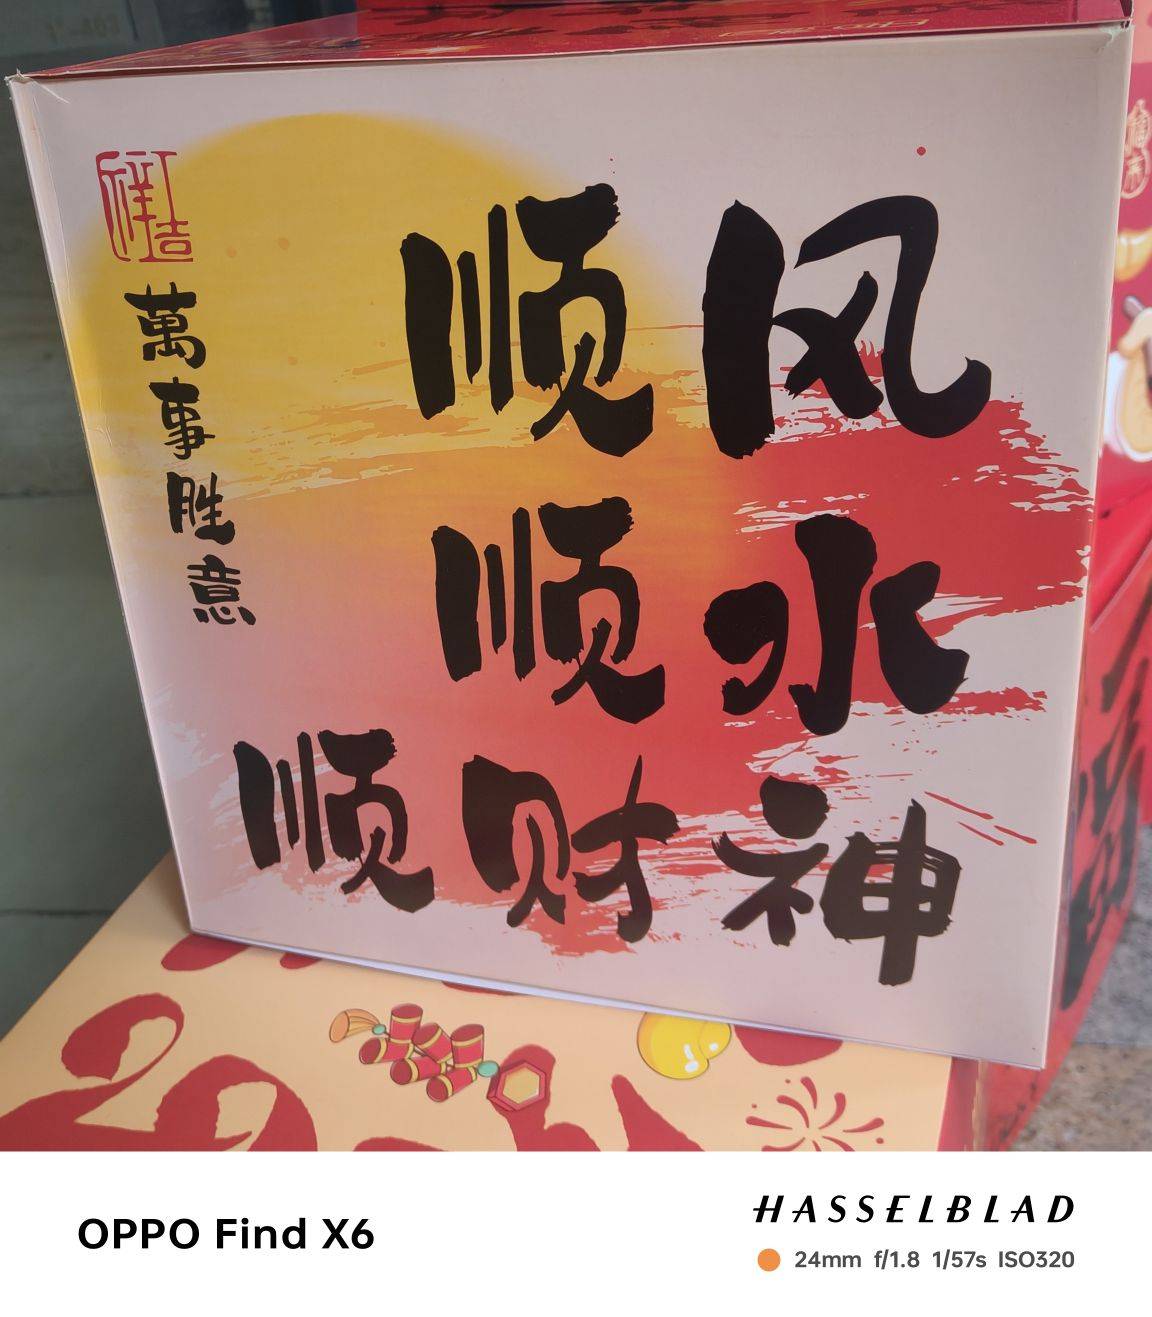 顺风
顺水
顺财神
吉祥
萬事胜意
OPPO Find X6
HASSELBLAD
24mm f/1.8 1/57s ISO320